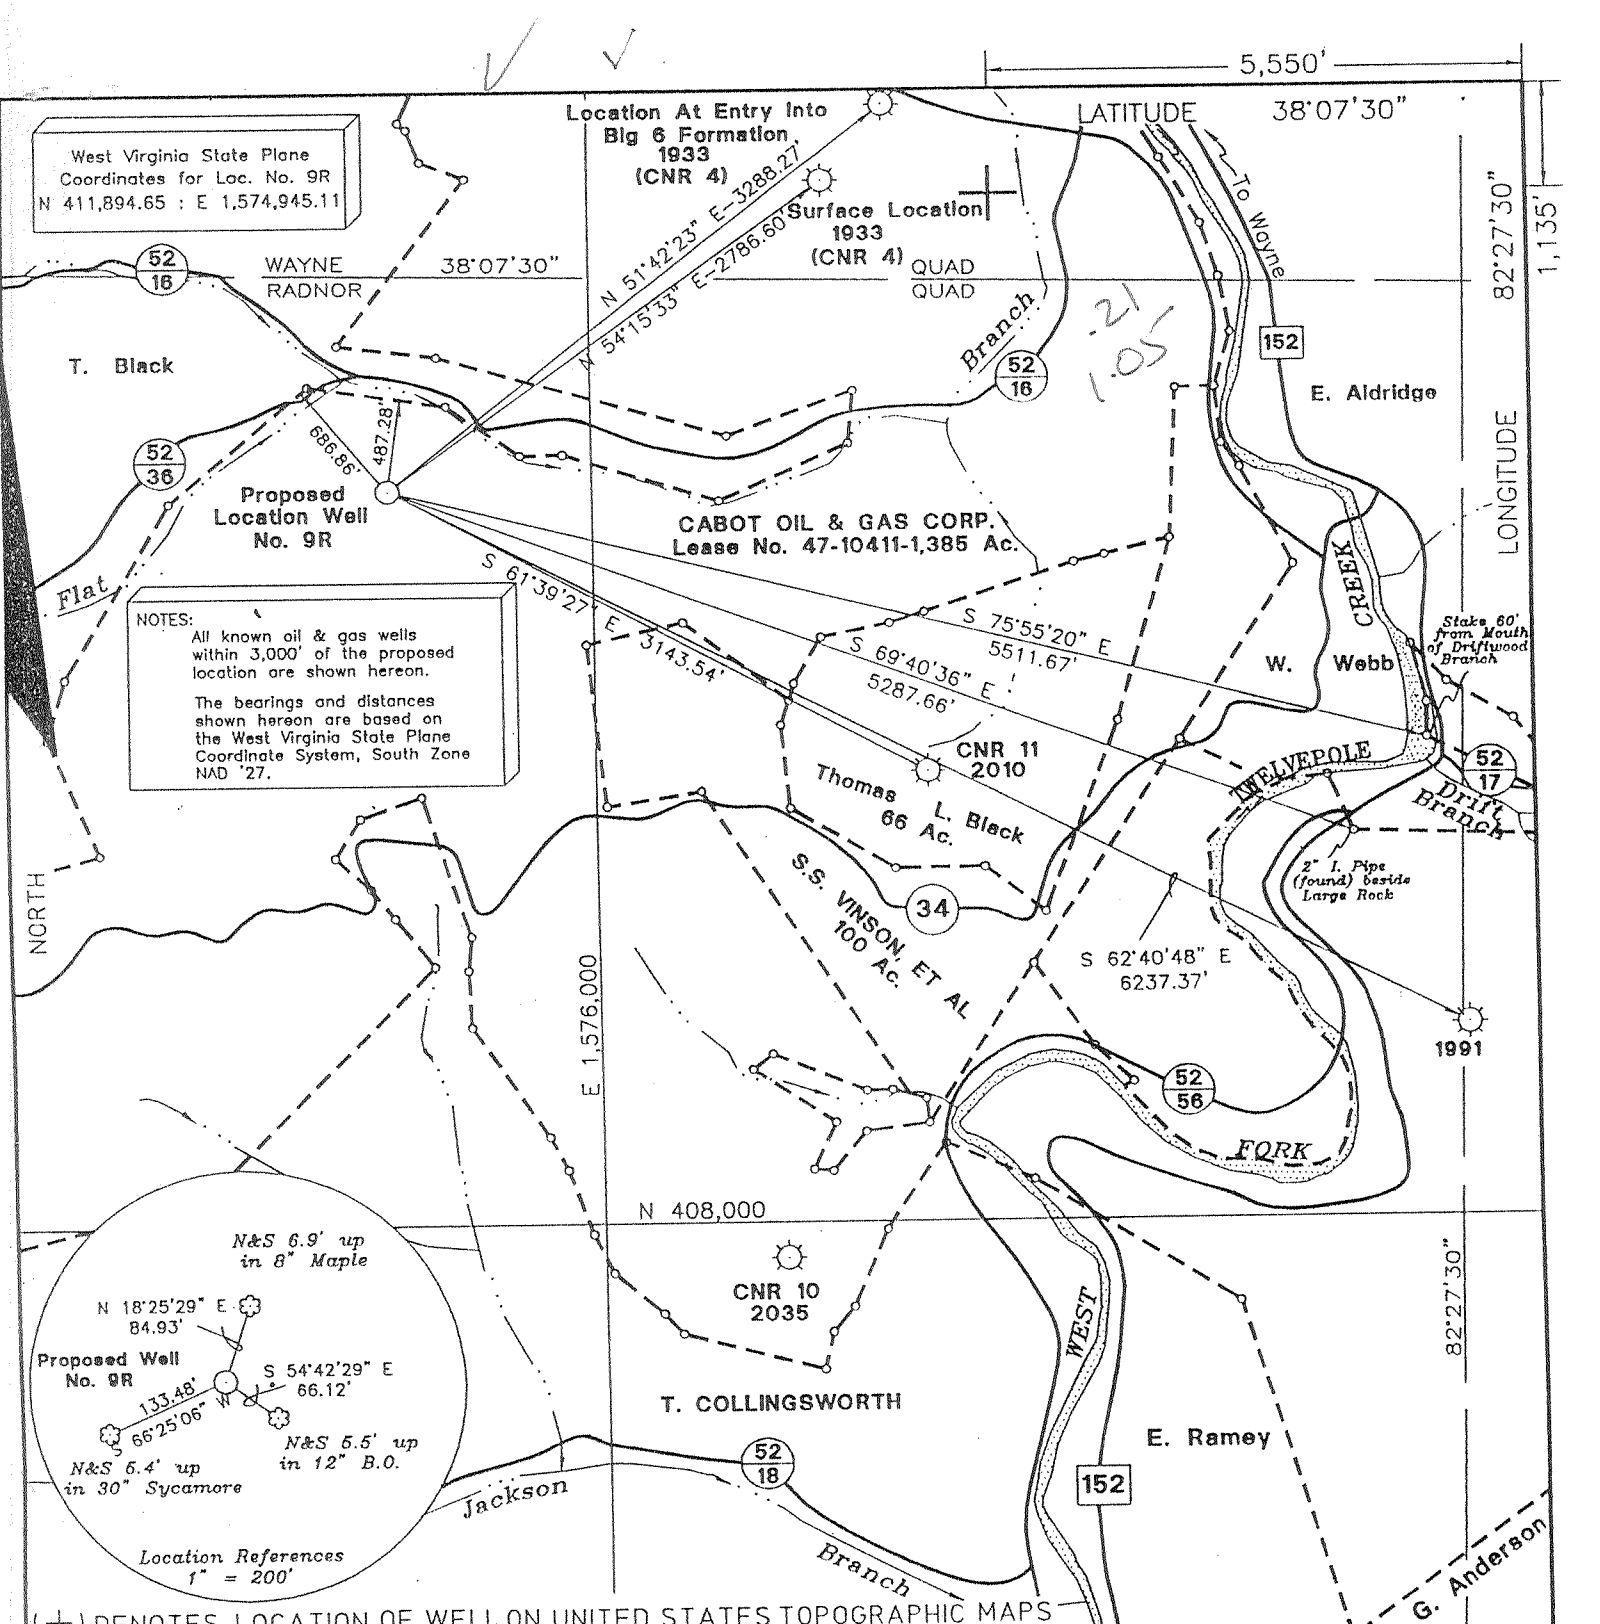 5,550'
LATITUDE 38°07'30"
Location At Entry Into
Big 6 Formation
1933
(CNR 4)
West Virginia State Plane
Coordinates for Loc. No. 9R
N 411,894.65 : E 1,574,945.11
N 51°42'23" E-3288.27'
N 54°15'33" E-2786.60'
Surface Location
1933
(CNR 4)
To Wayne
82°27'30"
1,135'
LONGITUDE
52
16
WAYNE 38°07'30"
RADNOR
QUAD
QUAD
.21
1.05
Branch
52
16
152
T. Black
E. Aldridge
686.86'
487.28'
52
36
Proposed
Location Well
No. 9R
CABOT OIL & GAS CORP.
Lease No. 47-10411-1,385 Ac.
Flat
S 61°39'27" E
3143.54'
S 75°55'20" E
5511.67'
S 69°40'36" E
5287.66'
CREEK
Stake 60'
from Mouth
of Driftwood
Branch
W. Webb
NOTES:
All known oil & gas wells
within 3,000' of the proposed
location are shown hereon.
The bearings and distances
shown hereon are based on
the West Virginia State Plane
Coordinate System, South Zone
NAD '27.
CNR 11
2010
TWELVEPOLE
52
17
Drift
Branch
Thomas L. Black
66 Ac.
2" I. Pipe
(found) beside
Large Rock
NORTH
S.S. VINSON, ET AL
100 Ac.
34
S 62°40'48" E
6237.37'
E 1,576,000
1991
52
56
FORK
N 408,000
N&S 6.9' up
in 8" Maple
CNR 10
2035
82°27'30"
WEST
N 18°25'29" E
84.93'
Proposed Well
No. 9R
S 54°42'29" E
66.12'
133.48'
S 66°25'06" W
N&S 5.5' up
in 12" B.O.
N&S 5.4' up
in 30" Sycamore
T. COLLINGSWORTH
E. Ramey
52
18
152
Jackson
Branch
G. Anderson
Location References
1" = 200'
(+) DENOTES LOCATION OF WELL ON UNITED STATES TOPOGRAPHIC MAPS